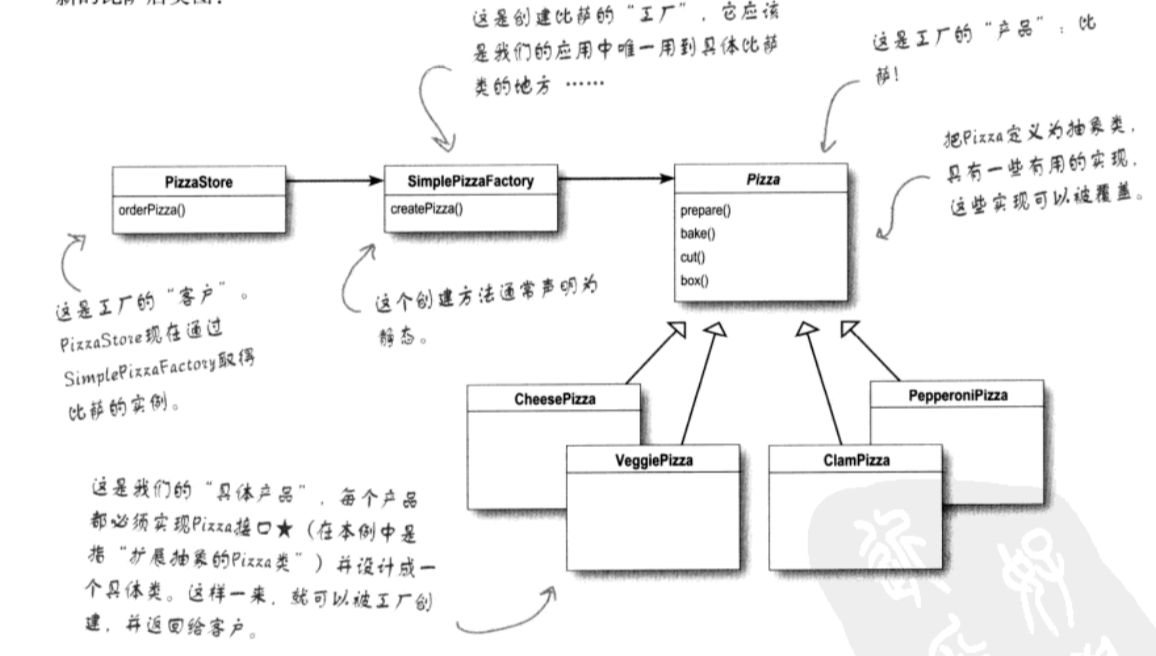 这是创建比萨的“工厂”，它应该
是我们的应用中唯一用到具体比萨
类的地方……
这是工厂的“产品”：比
萨！
把Pizza定义为抽象类，
具有一些有用的实现，
这些实现可以被覆盖。
PizzaStore
orderPizza()
SimplePizzaFactory
createPizza()
Pizza
prepare()
bake()
cut()
box()
这是工厂的“客户”。
PizzaStore现在通过
SimplePizzaFactory取得
比萨的实例。
这个创建方法通常声明为
静态。
CheesePizza
VeggiePizza
ClamPizza
PepperoniPizza
这是我们的“具体产品”，每个产品
都必须实现Pizza接口★（在本例中是
指“扩展抽象的Pizza类”）并设计成一
个具体类。这样一来，就可以被工厂创
建，并返回给客户。